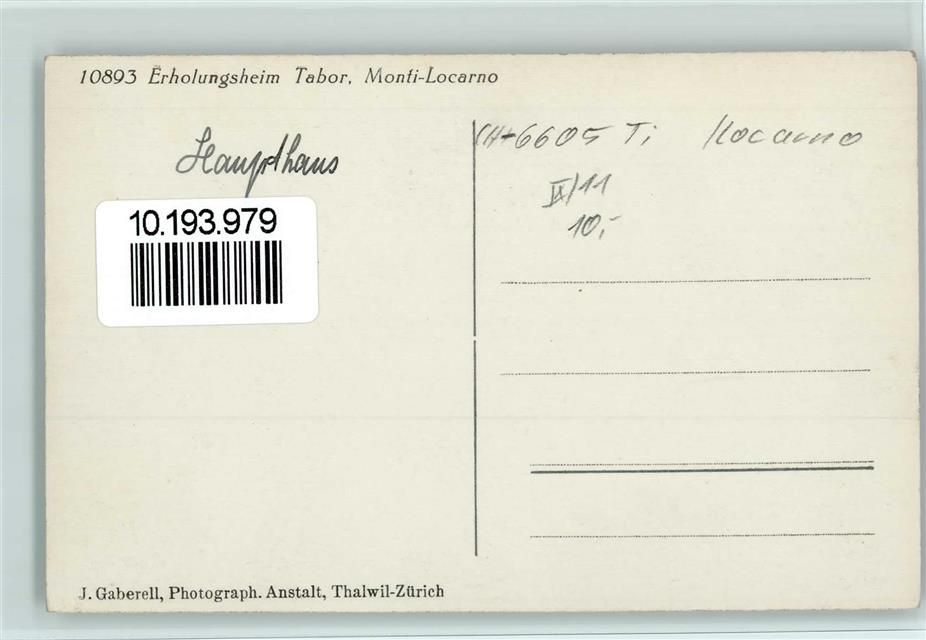 10893 Erholungsheim Tabor, Monti-Locarno
Haupthaus
10.193.979
CH-6605 Ti Locarno
IX/11
10,-
J. Gaberell, Photograph. Anstalt, Thalwil-Zürich